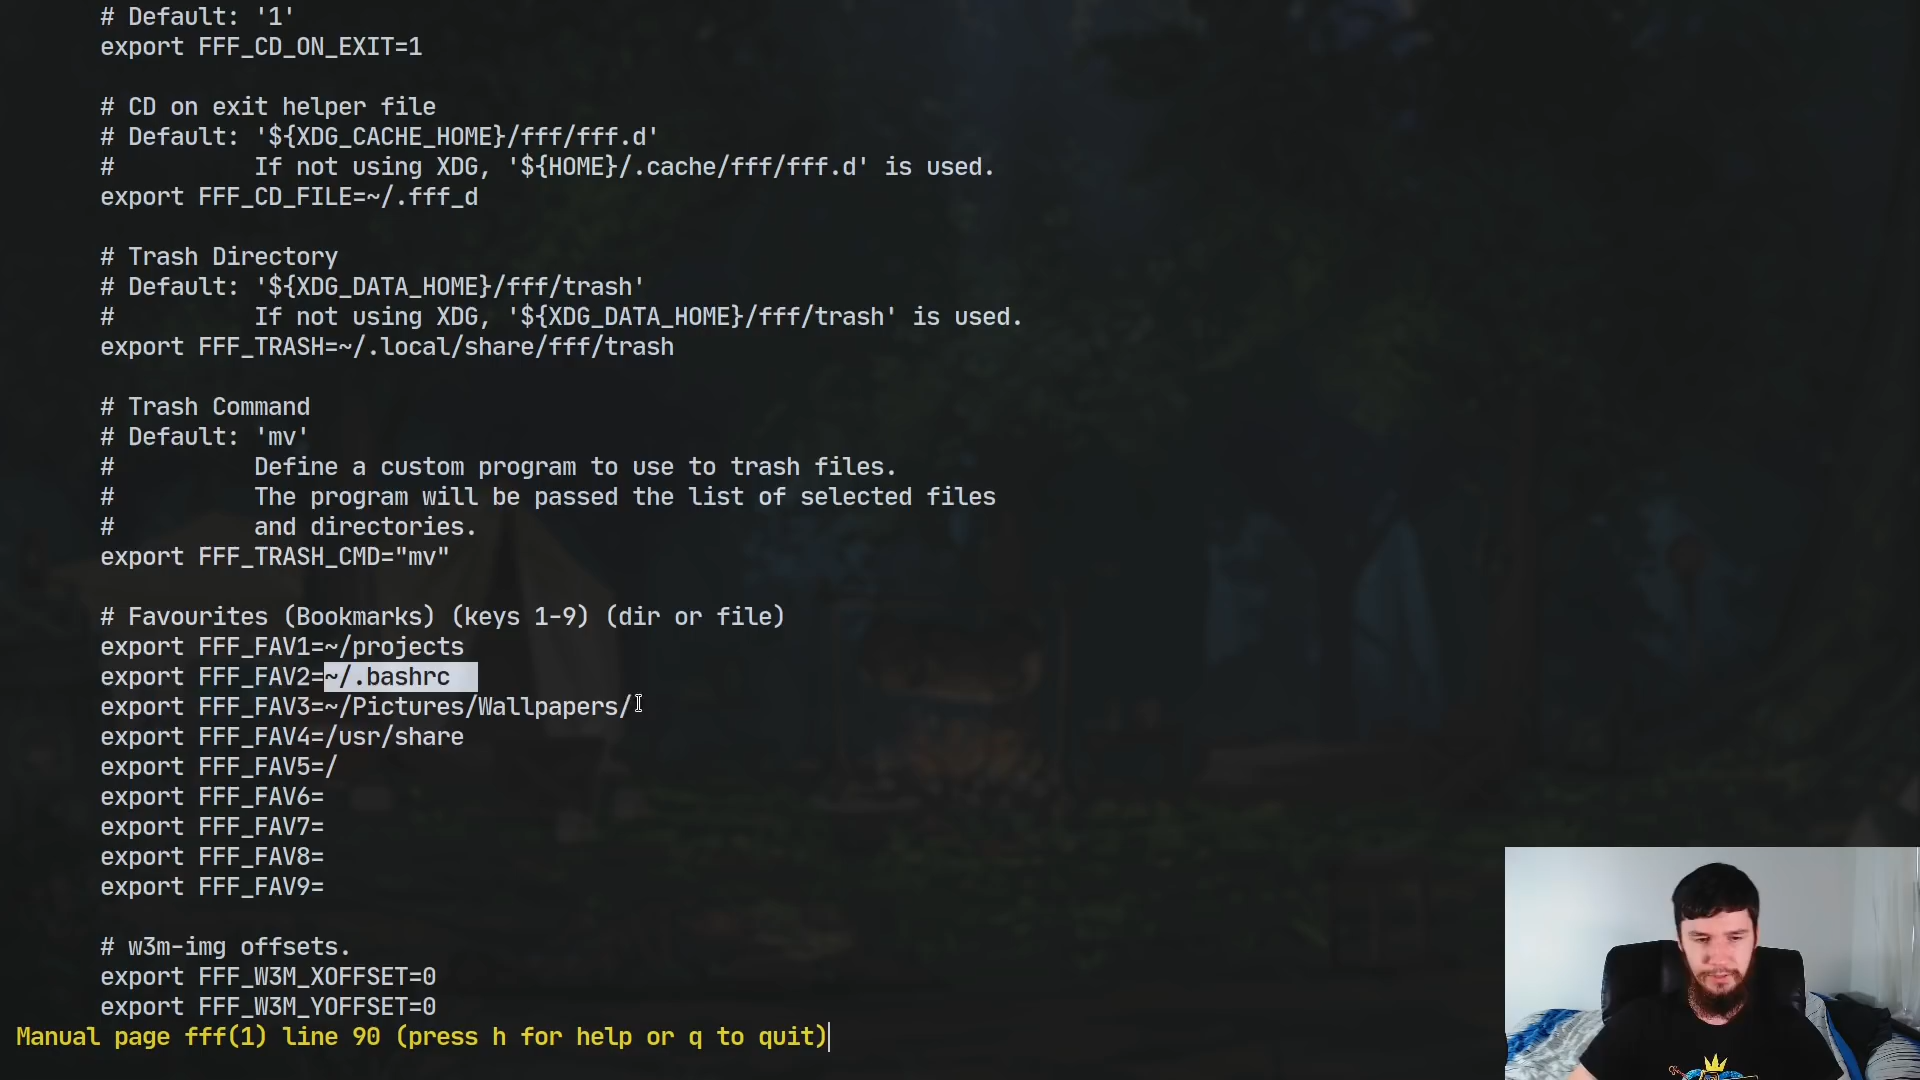 # Default: '1'
export FFF_CD_ON_EXIT=1
# CD on exit helper file
# Default: '${XDG_CACHE_HOME}/fff/fff.d'
#          If not using XDG, '${HOME}/.cache/fff/fff.d' is used.
export FFF_CD_FILE=~/.fff_d
# Trash Directory
# Default: '${XDG_DATA_HOME}/fff/trash'
#          If not using XDG, '${XDG_DATA_HOME}/fff/trash' is used.
export FFF_TRASH=~/.local/share/fff/trash
# Trash Command
# Default: 'mv'
#          Define a custom program to use to trash files.
#          The program will be passed the list of selected files
#          and directories.
export FFF_TRASH_CMD="mv"
# Favourites (Bookmarks) (keys 1-9) (dir or file)
export FFF_FAV1=~/projects
export FFF_FAV2=~/.bashrc
export FFF_FAV3=~/Pictures/Wallpapers/
export FFF_FAV4=/usr/share
export FFF_FAV5=/
export FFF_FAV6=
export FFF_FAV7=
export FFF_FAV8=
export FFF_FAV9=
# w3m-img offsets.
export FFF_W3M_XOFFSET=0
export FFF_W3M_YOFFSET=0
Manual page fff(1) line 90 (press h for help or q to quit)